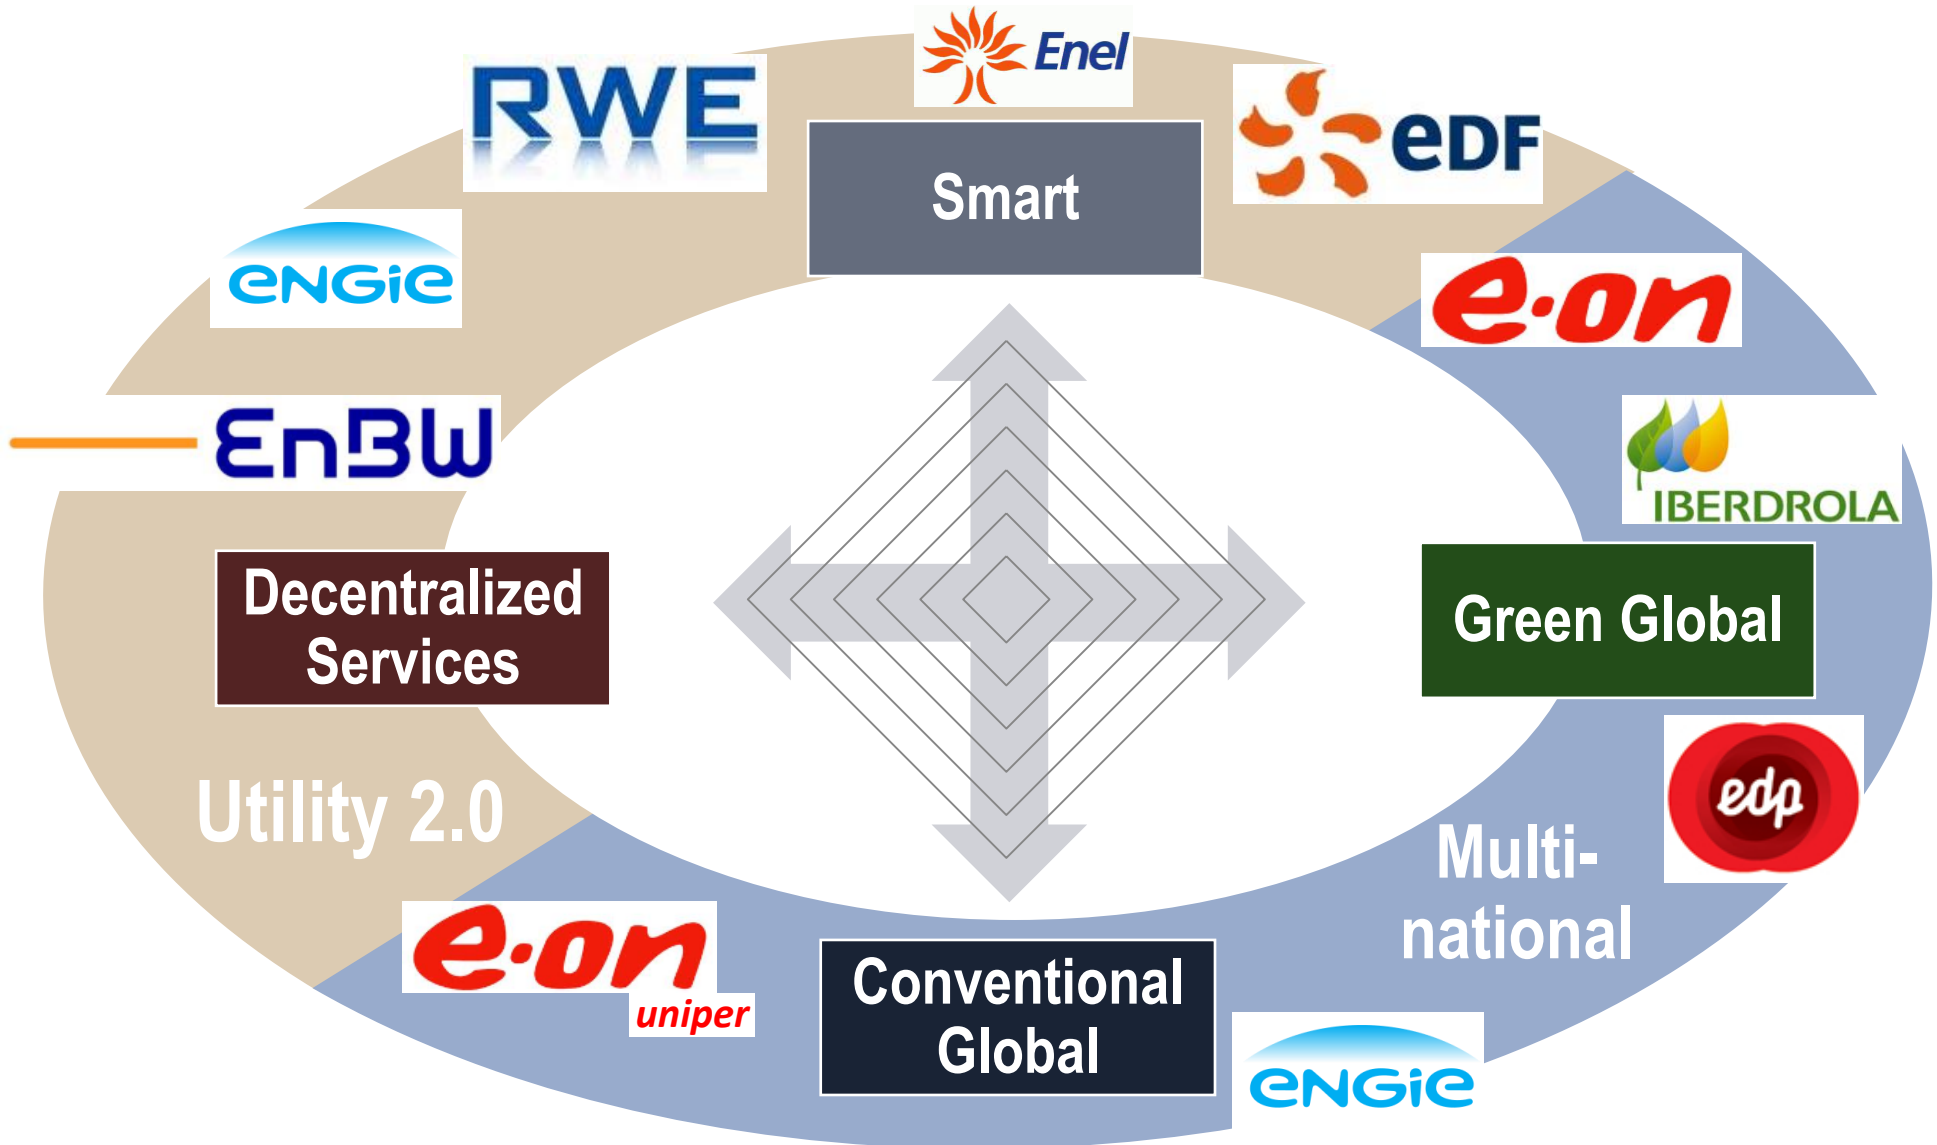 Enel
RWE
eDF
Smart
eNGie
e·on
EnBW
IBERDROLA
Decentralized
Services
Green Global
edp
Utility 2.0
Multi-
national
e·on
uniper
Conventional
Global
eNGie